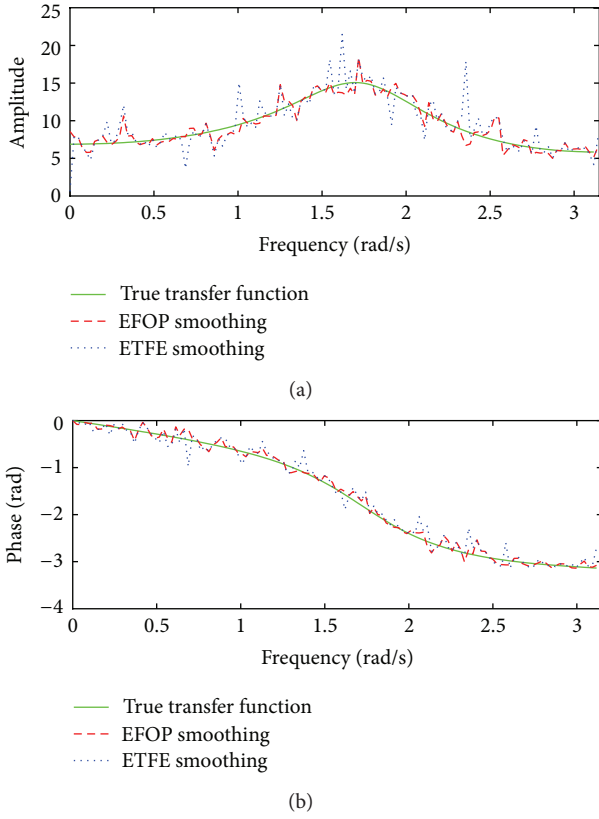 25
20
15
10
5
0
Amplitude
0 0.5 1 1.5 2 2.5 3
Frequency (rad/s)
True transfer function
EFOP smoothing
ETFE smoothing
(a)
0
−1
−2
−3
−4
Phase (rad)
0 0.5 1 1.5 2 2.5 3
Frequency (rad/s)
True transfer function
EFOP smoothing
ETFE smoothing
(b)